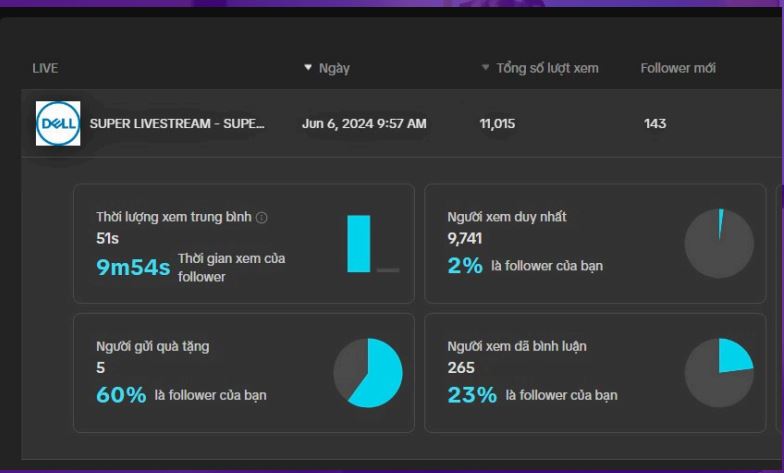 LIVE
Ngày
Tổng số lượt xem
Follower mới
DELL
SUPER LIVESTREAM - SUPE...
Jun 6, 2024 9:57 AM
11,015
143
Thời lượng xem trung bình
51s
9m54s Thời gian xem của
follower
Người xem duy nhất
9,741
2% là follower của bạn
Người gửi quà tặng
5
60% là follower của bạn
Người xem đã bình luận
265
23% là follower của bạn